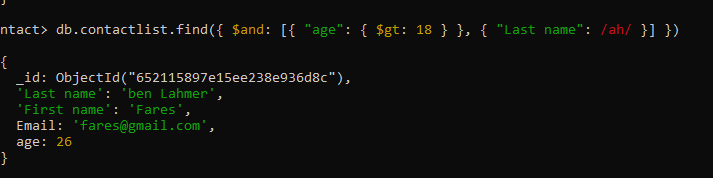 }
ntact> db.contactlist.find({ $and: [{ "age": { $gt: 18 } }, { "Last name": /ah/ }] })
{
  _id: ObjectId("652115897e15ee238e936d8c"),
  'Last name': 'ben Lahmer',
  'First name': 'Fares',
  Email: 'fares@gmail.com',
  age: 26
}